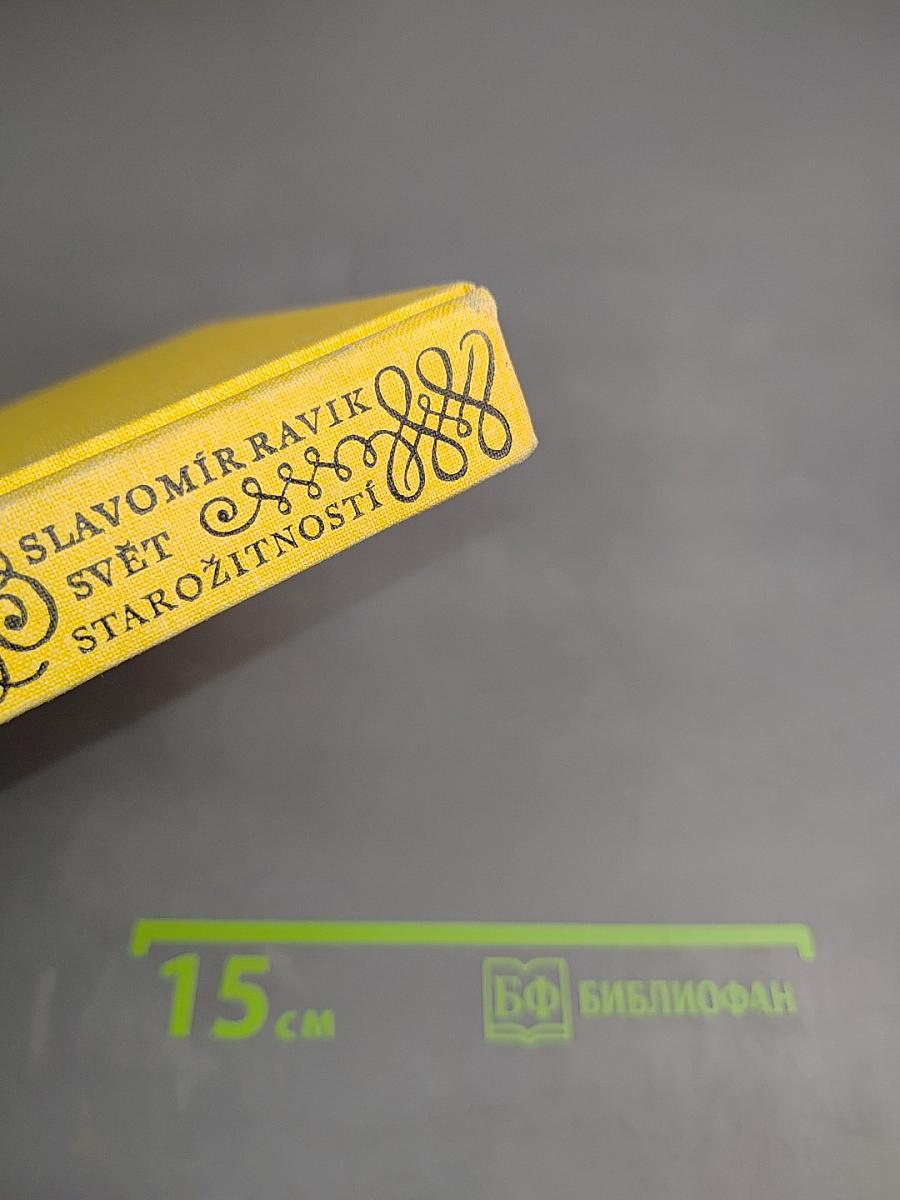 SLAVOMÍR RAVIK
SVĚT
STAROŽITNOSTÍ
15 см
БФ БИБЛИОФАН